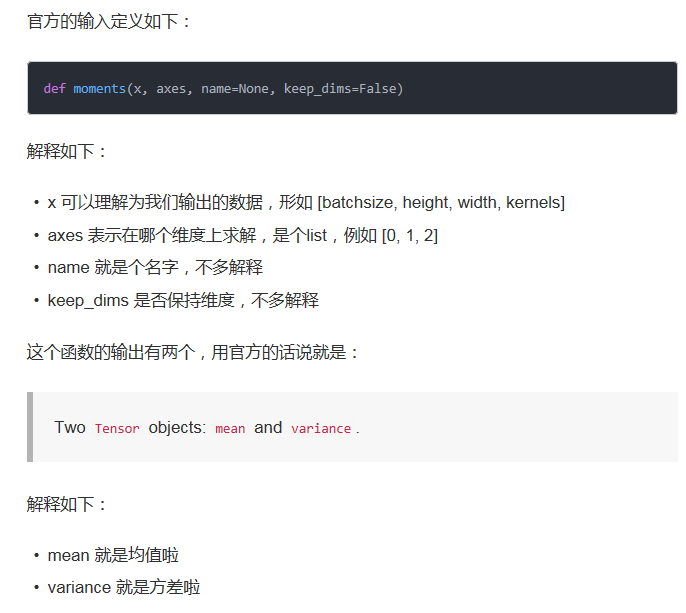 官方的输入定义如下：
def moments(x, axes, name=None, keep_dims=False)
解释如下：
• x 可以理解为我们输出的数据，形如 [batchsize, height, width, kernels]
• axes 表示在哪个维度上求解，是个list，例如 [0, 1, 2]
• name 就是个名字，不多解释
• keep_dims 是否保持维度，不多解释
这个函数的输出有两个，用官方的话说就是：
Two Tensor objects: mean and variance.
解释如下：
• mean 就是均值啦
• variance 就是方差啦